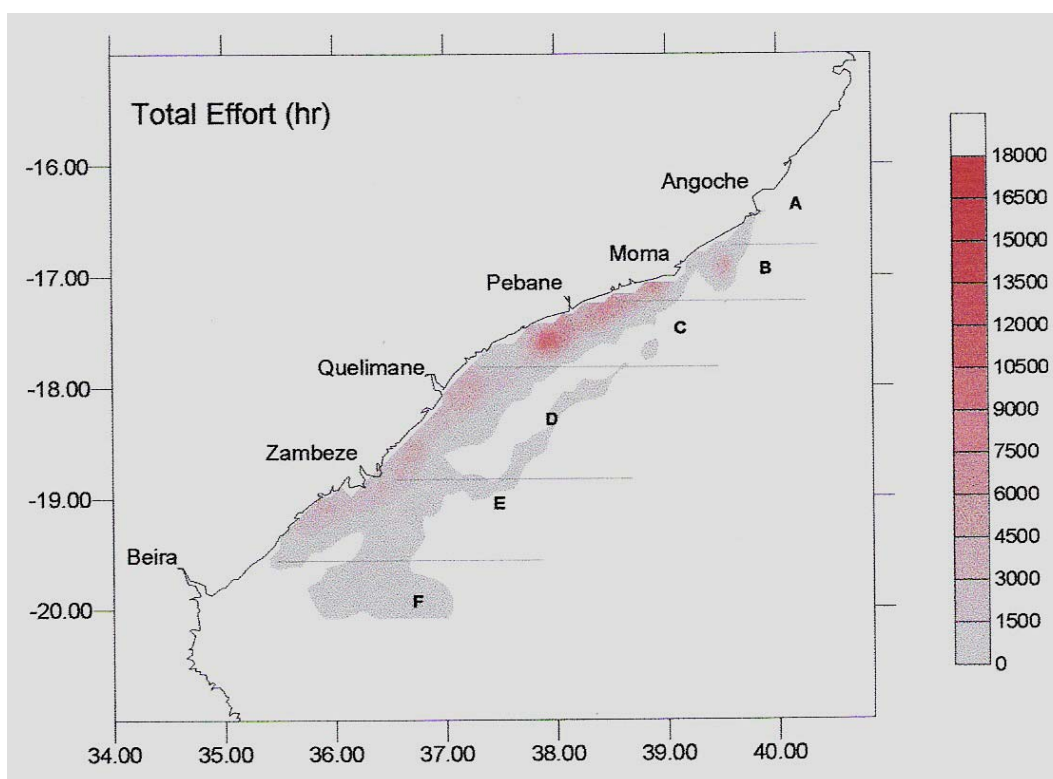 Total Effort (hr)
-16.00
-17.00
-18.00
-19.00
-20.00
Angoche
Moma
Pebane
Quelimane
Zambeze
Beira
A
B
C
D
E
F
34.00 35.00 36.00 37.00 38.00 39.00 40.00
18000
16500
15000
13500
12000
10500
9000
7500
6000
4500
3000
1500
0